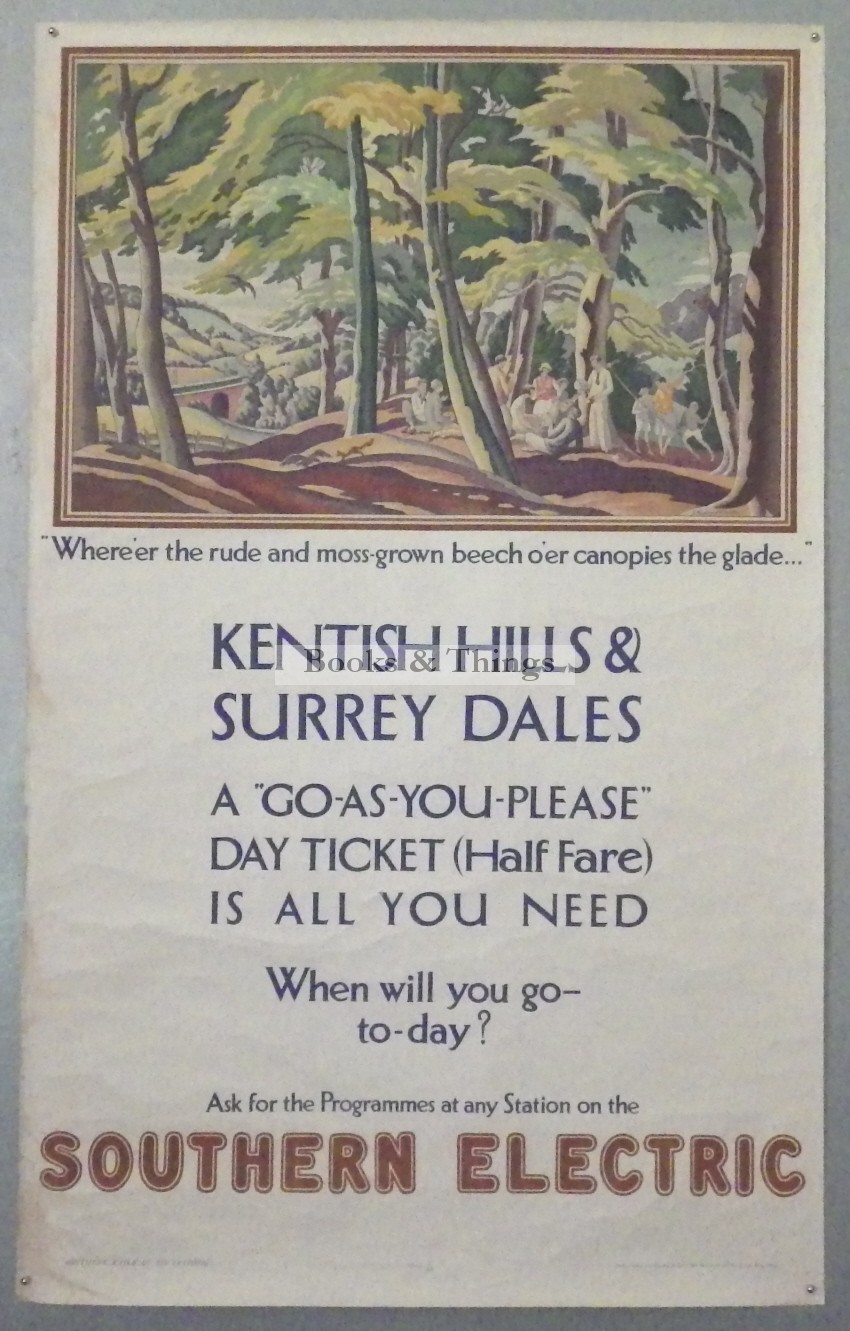 "Where'er the rude and moss-grown beech o'er canopies the glade..."
KENTISH HILLS &
Books & Things
SURREY DALES
A "GO-AS-YOU-PLEASE"
DAY TICKET (Half Fare)
IS ALL YOU NEED
When will you go–
to-day?
Ask for the Programmes at any Station on the
SOUTHERN ELECTRIC